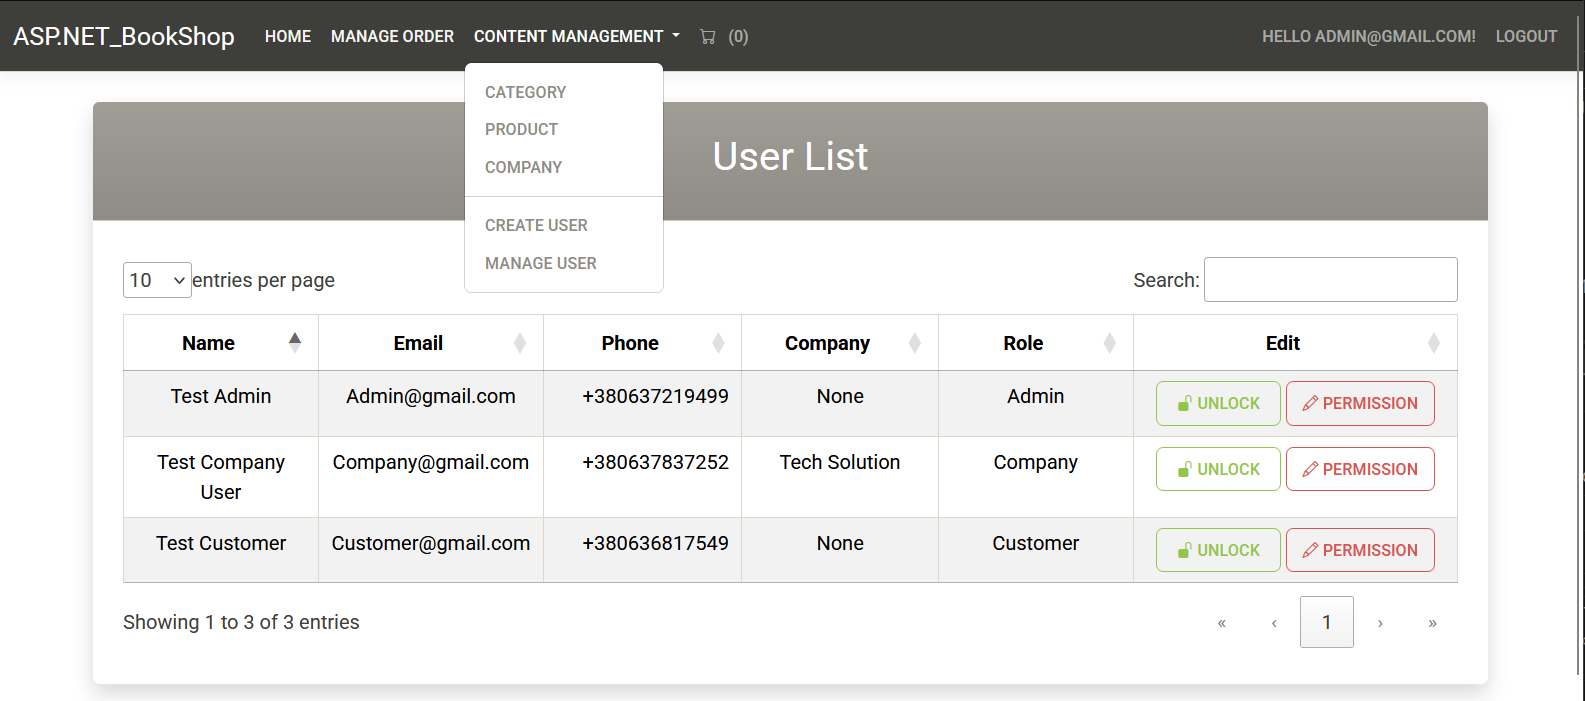 ASP.NET_BookShop HOME MANAGE ORDER CONTENT MANAGEMENT (0) HELLO ADMIN@GMAIL.COM! LOGOUT
CATEGORY
PRODUCT
COMPANY
CREATE USER
MANAGE USER
User List
10 entries per page Search:
Name Email Phone Company Role Edit
Test Admin Admin@gmail.com +380637219499 None Admin UNLOCK PERMISSION
Test Company Company@gmail.com +380637837252 Tech Solution Company UNLOCK PERMISSION
User
Test Customer Customer@gmail.com +380636817549 None Customer UNLOCK PERMISSION
Showing 1 to 3 of 3 entries « ‹ 1 › »